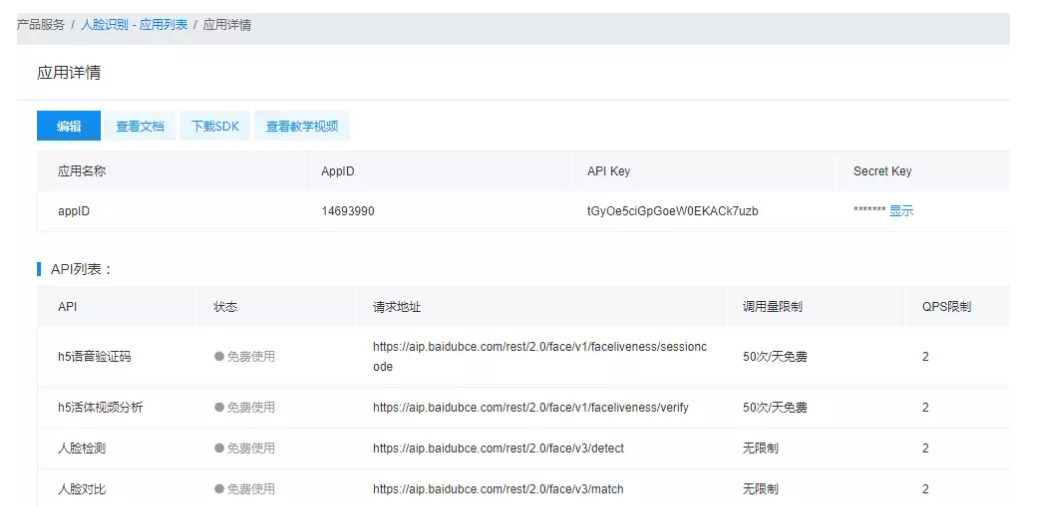 产品服务 / 人脸识别 - 应用列表 / 应用详情
应用详情
编辑 查看文档 下载SDK 查看教学视频
应用名称 AppID API Key Secret Key
appID 14693990 tGyOe5ciGpGoeW0EKACk7uzb ******* 显示
API列表：
API 状态 请求地址 调用量限制 QPS限制
h5语音验证码 免费使用 https://aip.baidubce.com/rest/2.0/face/v1/faceliveness/sessionc
ode 50次/天免费 2
h5活体视频分析 免费使用 https://aip.baidubce.com/rest/2.0/face/v1/faceliveness/verify 50次/天免费 2
人脸检测 免费使用 https://aip.baidubce.com/rest/2.0/face/v3/detect 无限制 2
人脸对比 免费使用 https://aip.baidubce.com/rest/2.0/face/v3/match 无限制 2